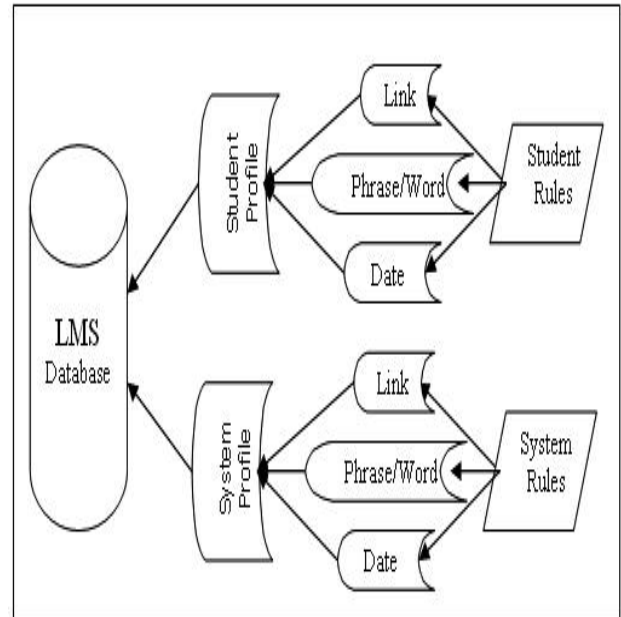 LMS
Database
Student
Profile
Link
Phrase/Word
Date
Student
Rules
System
Profile
Link
Phrase/Word
Date
System
Rules